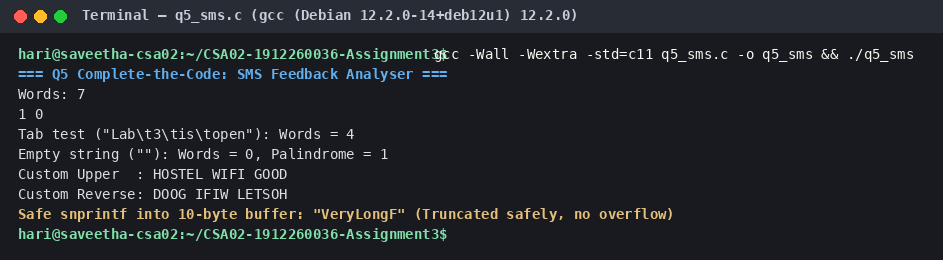 Terminal — q5_sms.c (gcc (Debian 12.2.0-14+deb12u1) 12.2.0)
hari@saveetha-csa02:~/CSA02-1912260036-Assignment3$ gcc -Wall -Wextra -std=c11 q5_sms.c -o q5_sms && ./q5_sms
=== Q5 Complete-the-Code: SMS Feedback Analyser ===
Words: 7
1 0
Tab test ("Lab\t3\tis\topen"): Words = 4
Empty string (""): Words = 0, Palindrome = 1
Custom Upper  : HOSTEL WIFI GOOD
Custom Reverse: DOOG IFIW LETSOH
Safe snprintf into 10-byte buffer: "VeryLongF" (Truncated safely, no overflow)
hari@saveetha-csa02:~/CSA02-1912260036-Assignment3$